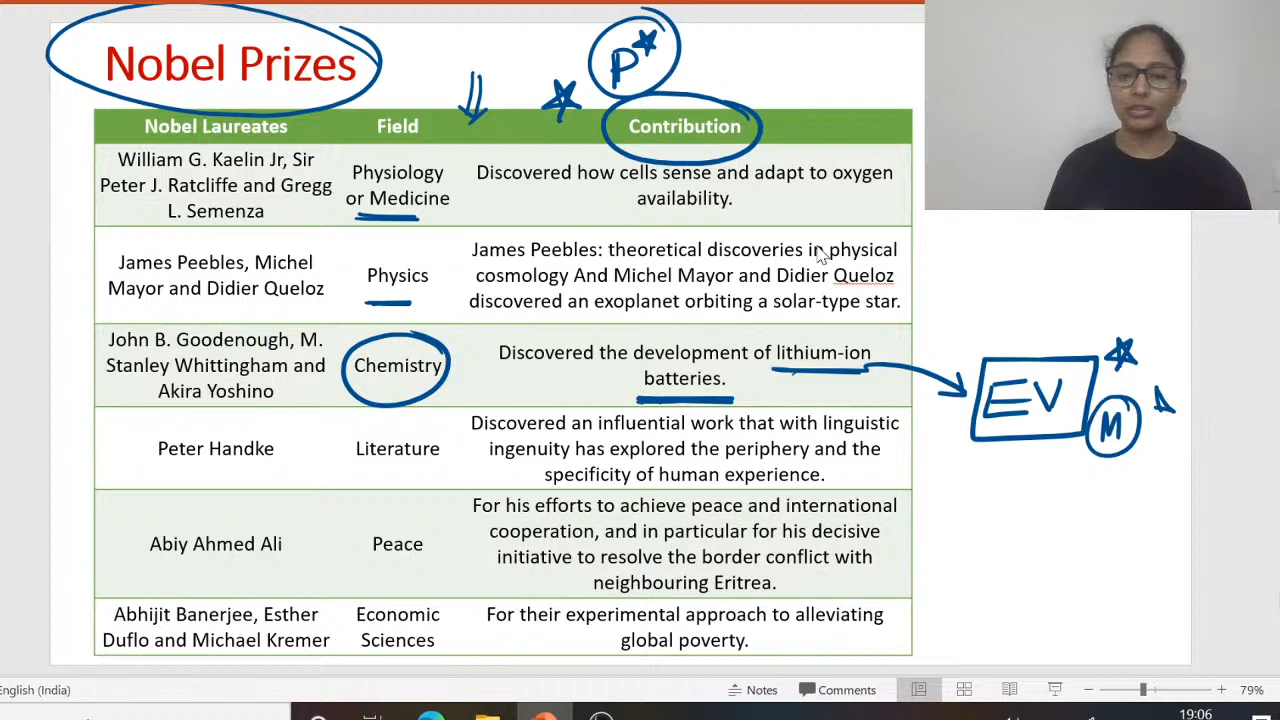 Nobel Prizes
P
Nobel Laureates
Field
Contribution
William G. Kaelin Jr, Sir
Peter J. Ratcliffe and Gregg
L. Semenza
Physiology
or Medicine
Discovered how cells sense and adapt to oxygen
availability.
James Peebles, Michel
Mayor and Didier Queloz
Physics
James Peebles: theoretical discoveries in physical
cosmology And Michel Mayor and Didier Queloz
discovered an exoplanet orbiting a solar-type star.
John B. Goodenough, M.
Stanley Whittingham and
Akira Yoshino
Chemistry
Discovered the development of lithium-ion
batteries.
EV
M
Peter Handke
Literature
Discovered an influential work that with linguistic
ingenuity has explored the periphery and the
specificity of human experience.
Abiy Ahmed Ali
Peace
For his efforts to achieve peace and international
cooperation, and in particular for his decisive
initiative to resolve the border conflict with
neighbouring Eritrea.
Abhijit Banerjee, Esther
Duflo and Michael Kremer
Economic
Sciences
For their experimental approach to alleviating
global poverty.
English (India)
Notes
Comments
79%
19:06